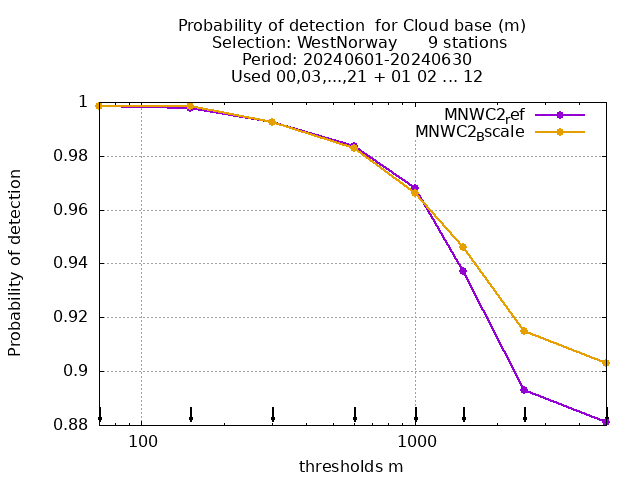 Probability of detection  for Cloud base (m)
Selection: WestNorway      9 stations
Period: 20240601-20240630
Used 00,03,...,21 + 01 02 ... 12
MNWC2ref
MNWC2Bscale
1
0.98
0.96
0.94
0.92
0.9
0.88
Probability of detection
100
1000
thresholds m